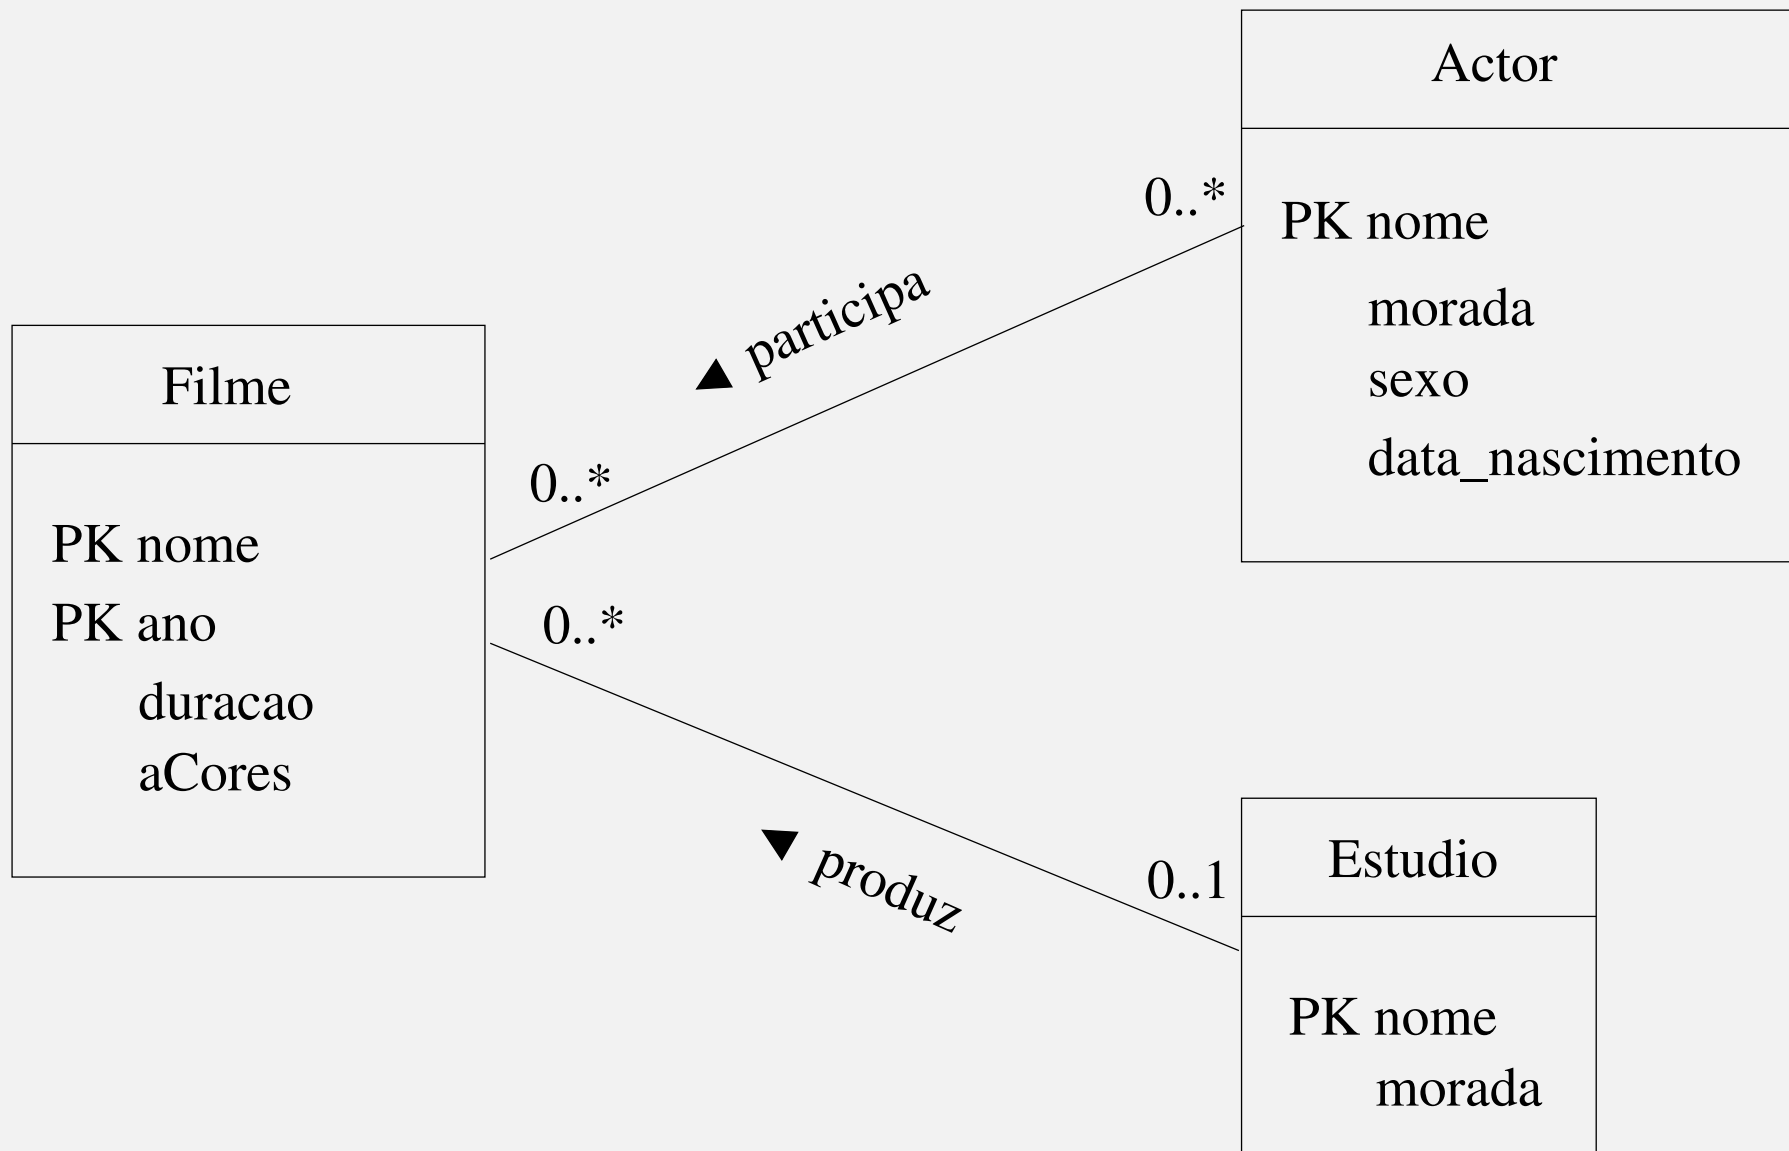 Actor
PK nome
morada
sexo
data_nascimento
0..*
participa
0..*
Filme
PK nome
PK ano
duracao
aCores
0..*
produz
0..1
Estudio
PK nome
morada